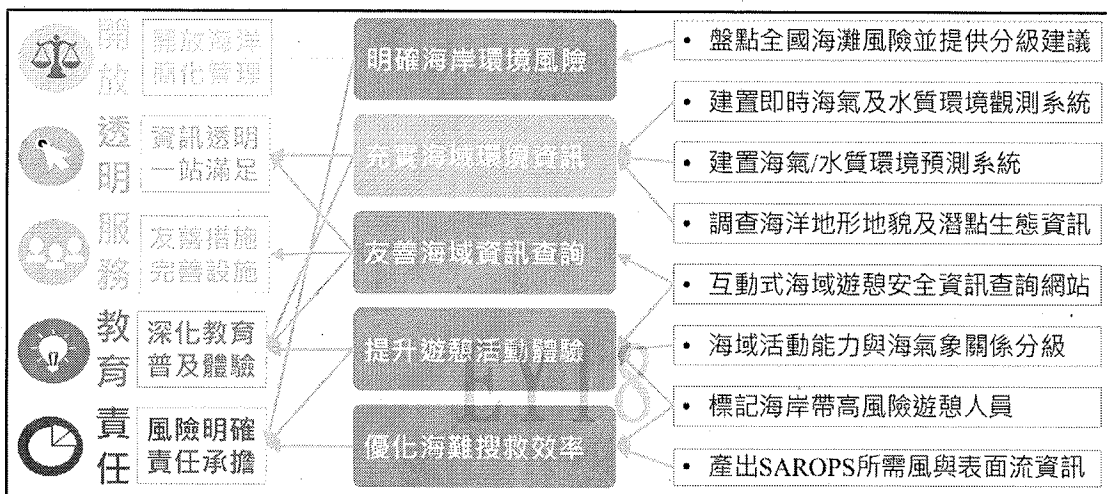 開放
開放海洋
簡化管理
透明
資訊透明
一站滿足
服務
友善措施
完善設施
教育
深化教育
普及體驗
責任
風險明確
責任承擔
明確海岸環境風險
充實海域環境資訊
友善海域資訊查詢
提升遊憩活動體驗
優化海難搜救效率
• 盤點全國海灘風險並提供分級建議
• 建置即時海氣及水质環境觀測系統
• 建置海氣/水质環境預測系統
• 調查海洋地形地貌及潛點生態資訊
• 互動式海域遊憩安全資訊查詢網站
• 海域活動能力與海氣象關係分級
• 標記海岸帶高風險遊憩人員
• 產出SAROPS所需風與表面流資訊
EY18